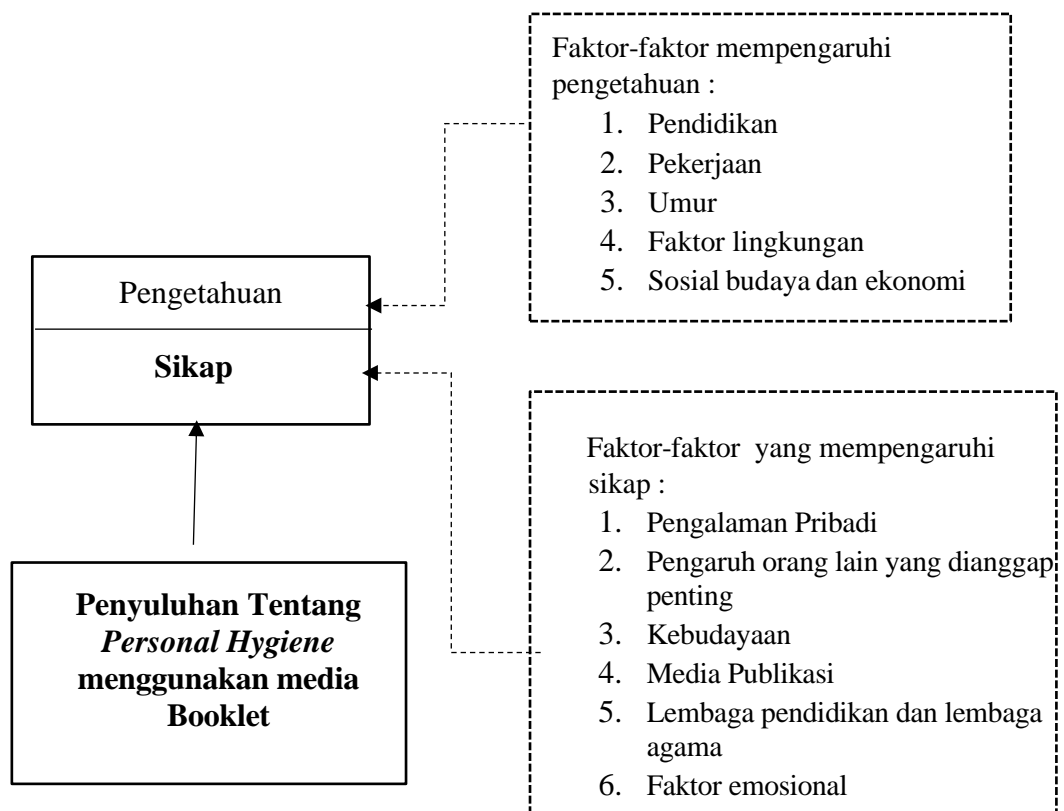 Faktor-faktor mempengaruhi
pengetahuan :
1. Pendidikan
2. Pekerjaan
3. Umur
4. Faktor lingkungan
5. Sosial budaya dan ekonomi
Pengetahuan
Sikap
Faktor-faktor yang mempengaruhi
sikap :
1. Pengalaman Pribadi
2. Pengaruh orang lain yang dianggap
penting
3. Kebudayaan
4. Media Publikasi
5. Lembaga pendidikan dan lembaga
agama
6. Faktor emosional
Penyuluhan Tentang
Personal Hygiene
menggunakan media
Booklet